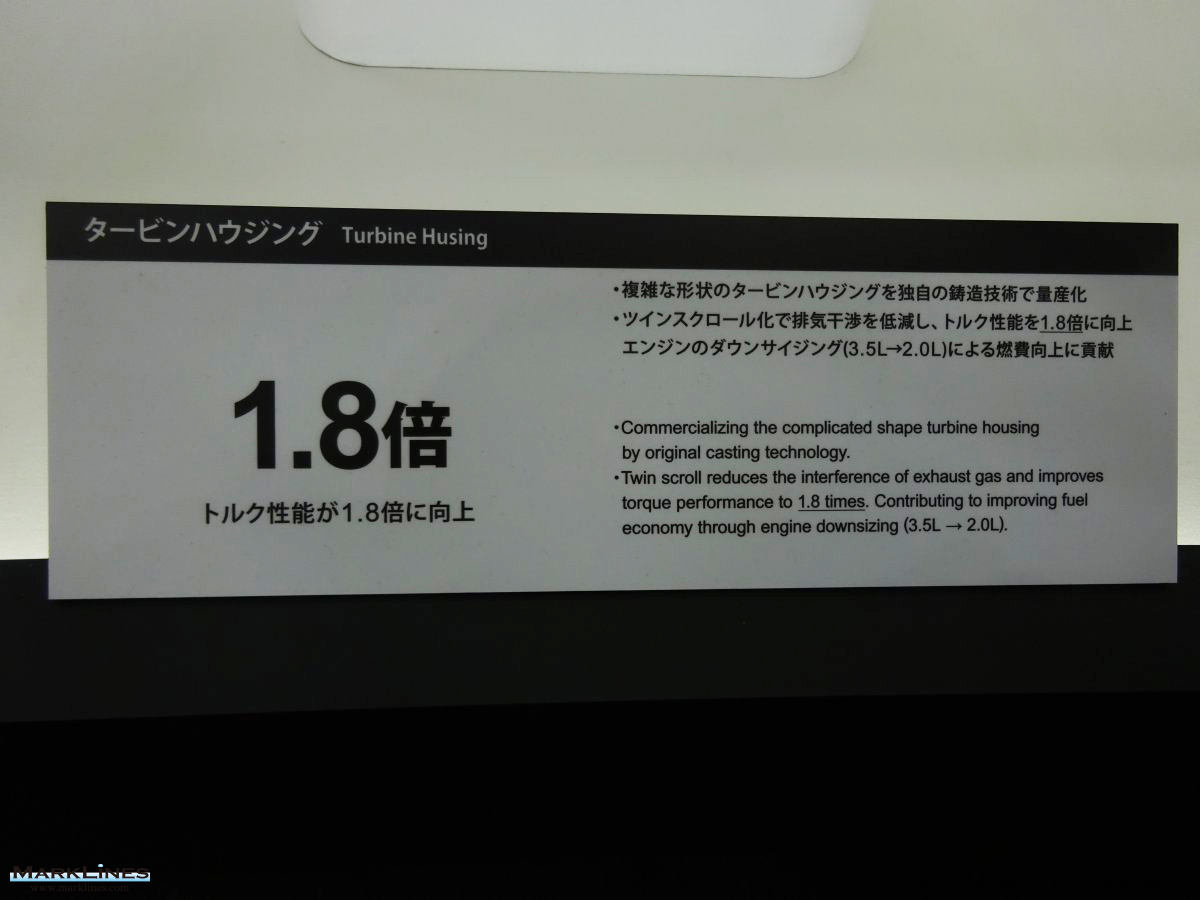 タービンハウジング Turbine Husing
1.8倍
トルク性能が1.8倍に向上
・複雑な形状のタービンハウジングを独自の鋳造技術で量産化
・ツインスクロール化で排気干渉を低減し、トルク性能を1.8倍に向上
エンジンのダウンサイジング(3.5L→2.0L)による燃費向上に貢献
・Commercializing the complicated shape turbine housing
by original casting technology.
・Twin scroll reduces the interference of exhaust gas and improves
torque performance to 1.8 times. Contributing to improving fuel
economy through engine downsizing (3.5L → 2.0L).
MARKLINES
www.marklines.com